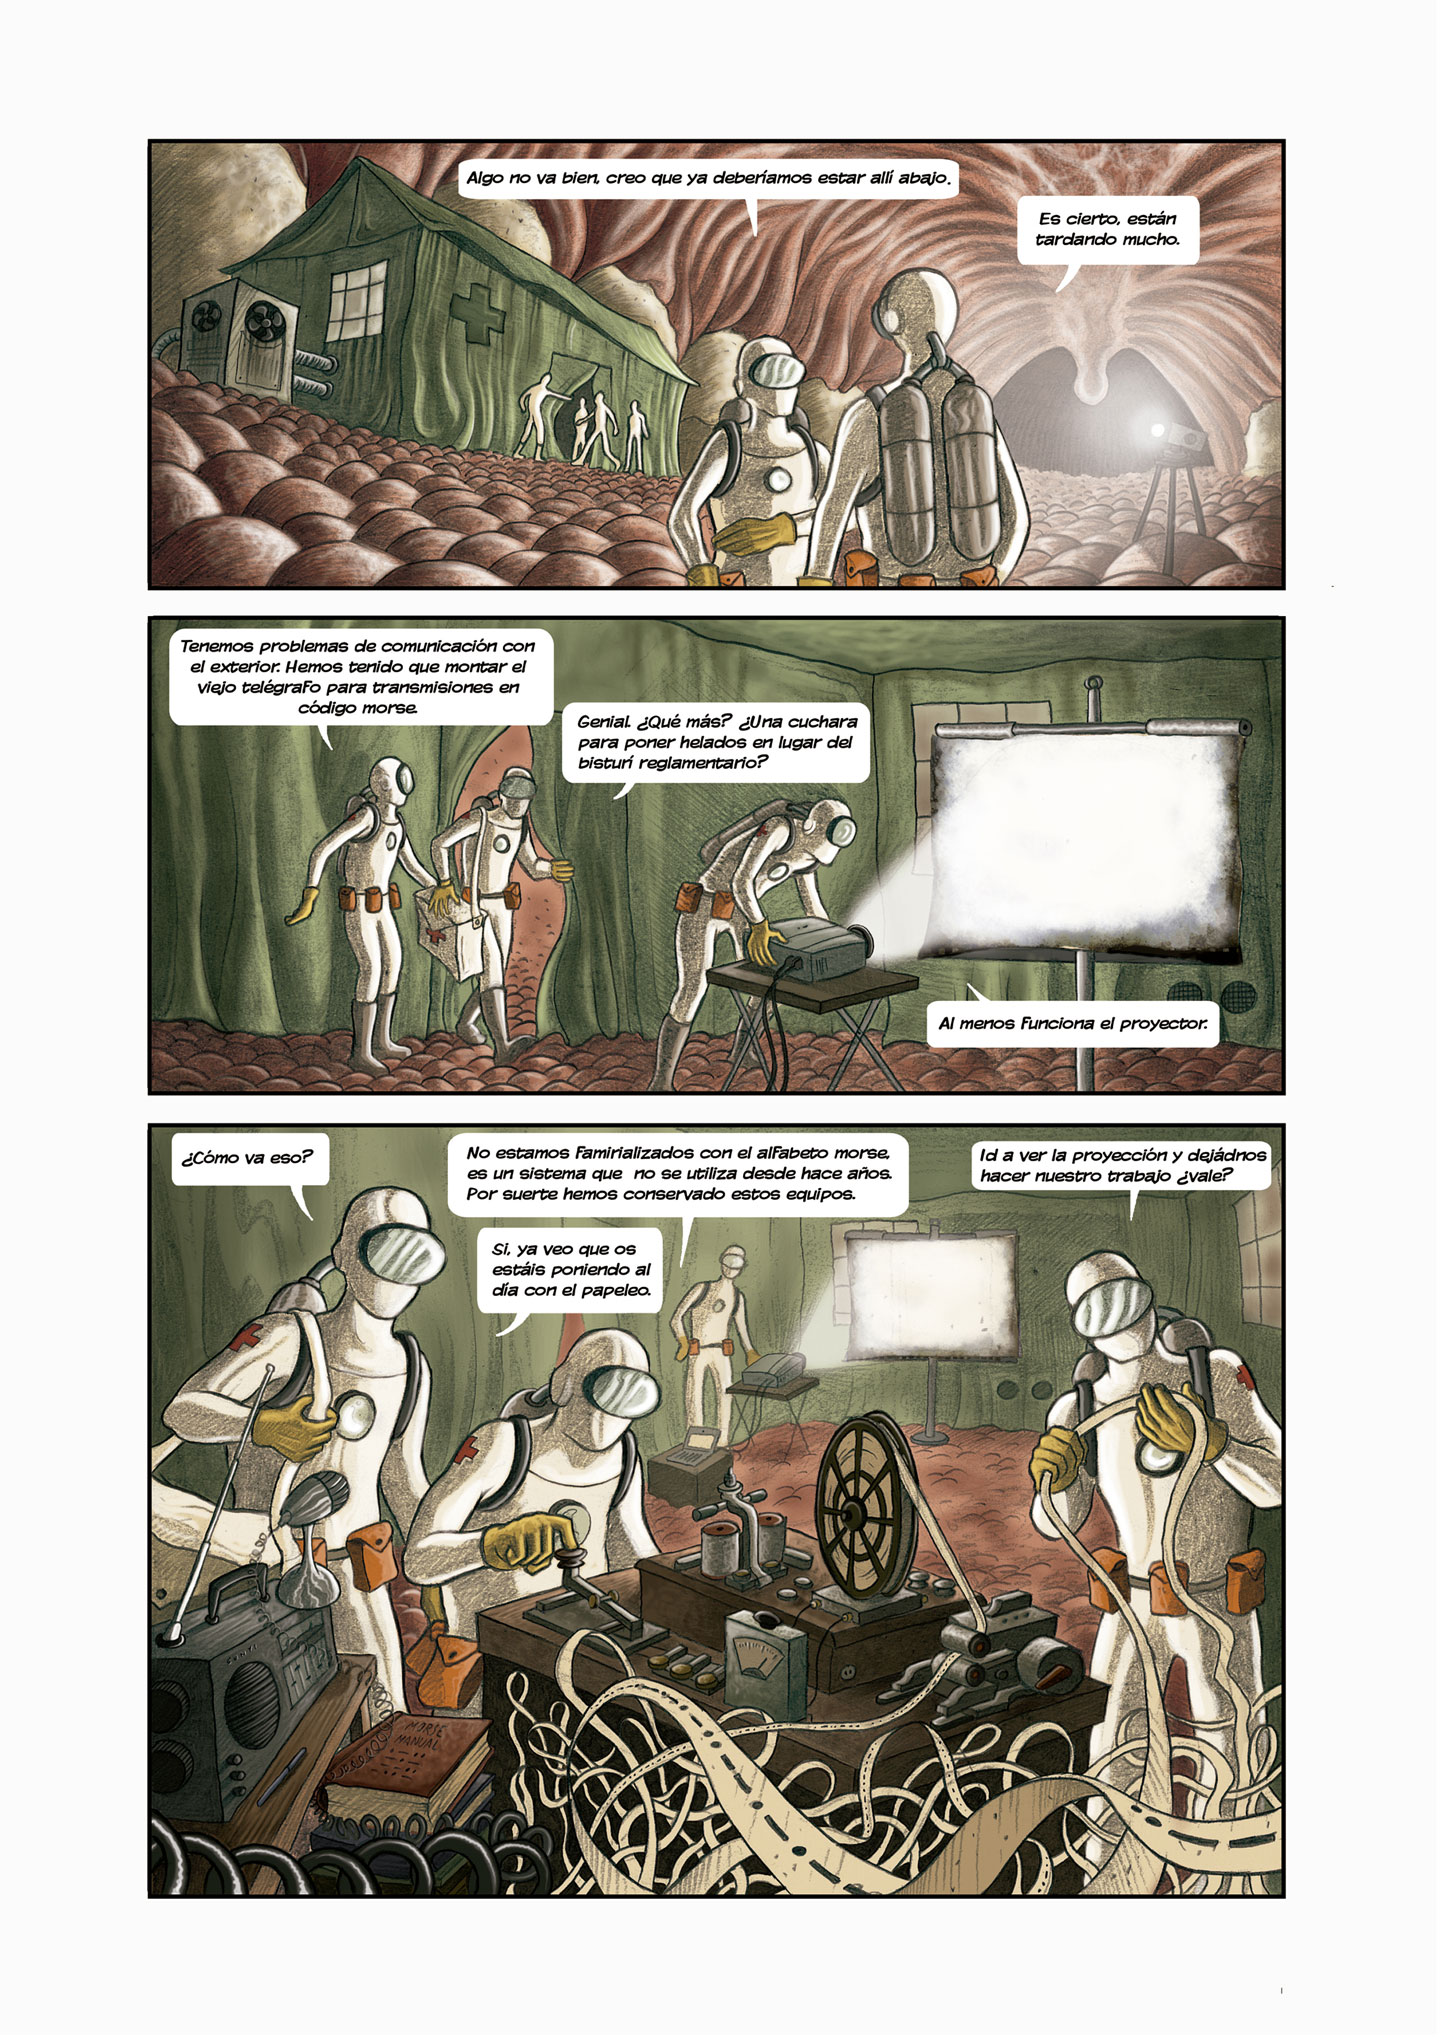 Algo no va bien, creo que ya deberíamos estar allí abajo.
Es cierto, están
tardando mucho.
Tenemos problemas de comunicación con
el exterior. Hemos tenido que montar el
viejo telégrafo para transmisiones en
código morse.
Genial. ¿Qué más? ¿Una cuchara
para poner helados en lugar del
bisturí reglamentario?
Al menos funciona el proyector.
¿Cómo va eso?
No estamos famirializados con el alfabeto morse,
es un sistema que no se utiliza desde hace años.
Por suerte hemos conservado estos equipos.
Si, ya veo que os
estáis poniendo al
día con el papeleo.
Id a ver la proyección y dejádnos
hacer nuestro trabajo ¿vale?
MORSE
MANUAL